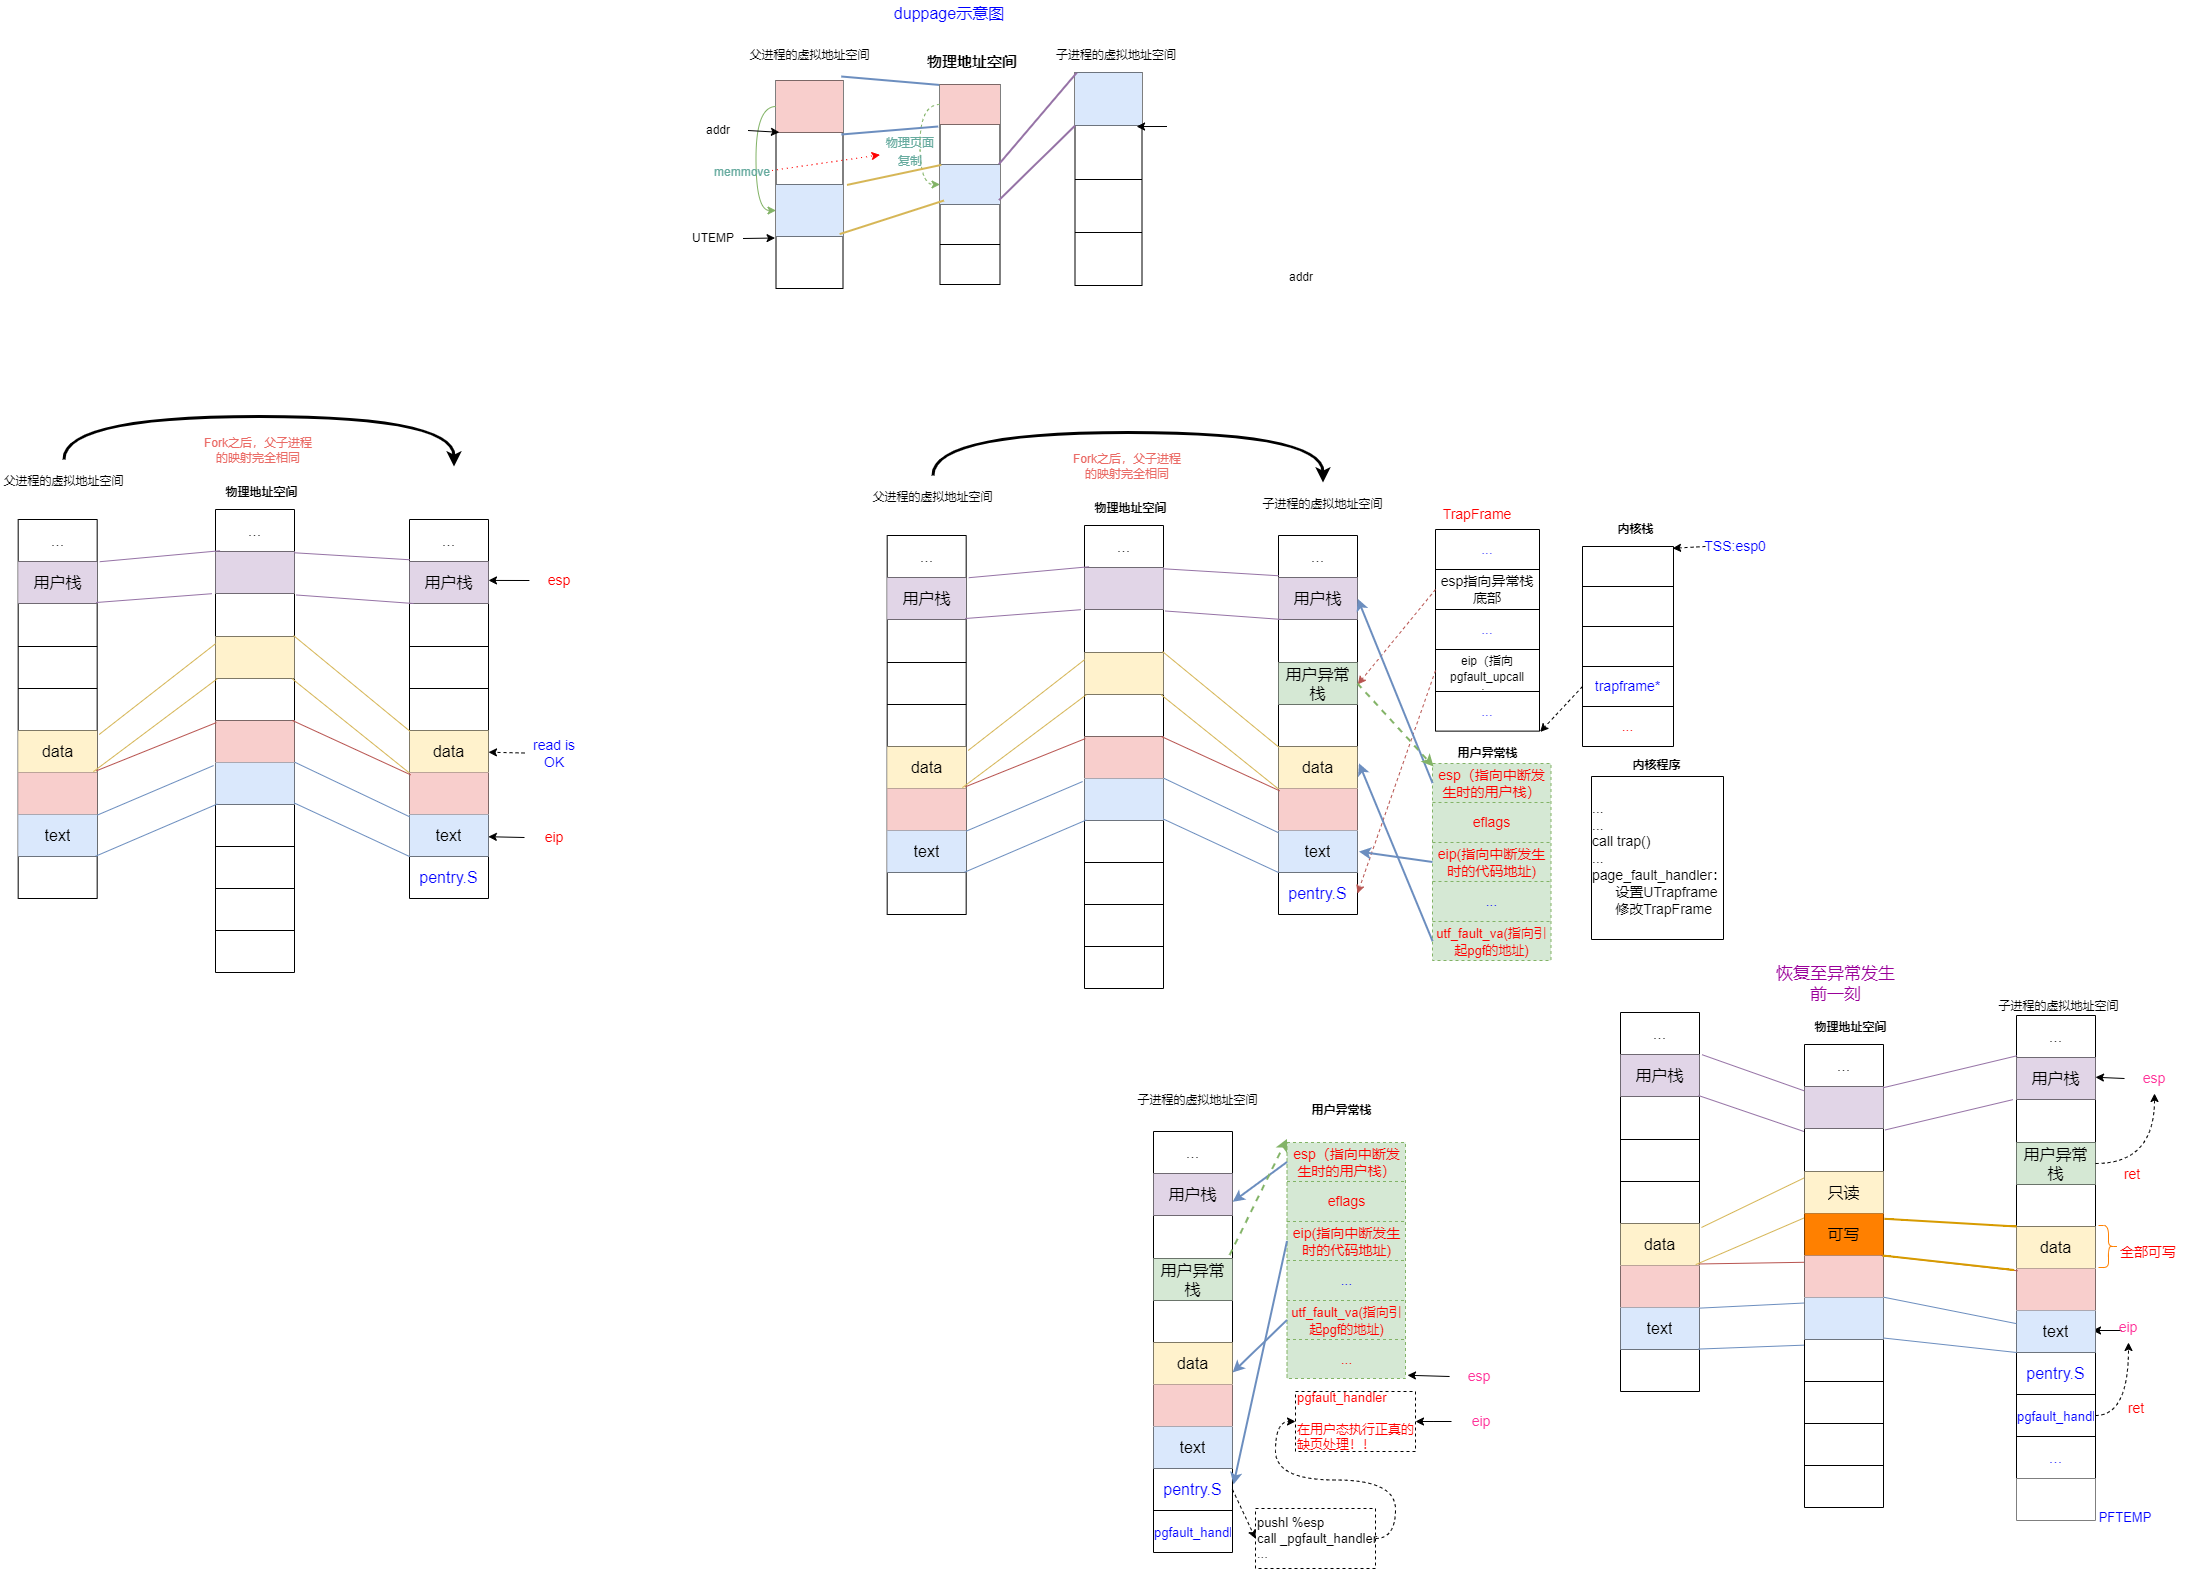 duppage示意图
父进程的虚拟地址空间
物理地址空间
子进程的虚拟地址空间
addr
物理页面
复制
memmove
UTEMP
addr
Fork之后，父子进程
的映射完全相同
父进程的虚拟地址空间
物理地址空间
...
...
...
用户栈
用户栈
esp
data
data
read is
OK
text
text
eip
pentry.S
Fork之后，父子进程
的映射完全相同
父进程的虚拟地址空间
物理地址空间
子进程的虚拟地址空间
...
...
...
用户栈
用户栈
用户异常
栈
data
data
text
text
pentry.S
TrapFrame
...
esp指向异常栈
底部
...
eip（指向
pgfault_upcall
...
内核栈
TSS:esp0
trapframe*
...
用户异常栈
esp（指向中断发
生时的用户栈）
eflags
eip(指向中断发生
时的代码地址)
...
utf_fault_va(指向引
起pgf的地址)
内核程序
...
...
call trap()
...
page_fault_handler：
设置UTrapframe
修改TrapFrame
子进程的虚拟地址空间
...
用户栈
用户异常
栈
data
text
pentry.S
pgfault_handl
用户异常栈
esp（指向中断发
生时的用户栈）
eflags
eip(指向中断发生
时的代码地址)
...
utf_fault_va(指向引
起pgf的地址)
...
esp
pgfault_handler
在用户态执行正真的
缺页处理！！
eip
pushl %esp
call _pgfault_handler
...
恢复至异常发生
前一刻
物理地址空间
子进程的虚拟地址空间
...
...
...
用户栈
用户栈
esp
用户异常
栈
ret
只读
可写
data
data
全部可写
text
text
eip
pentry.S
pgfault_handl
ret
...
PFTEMP